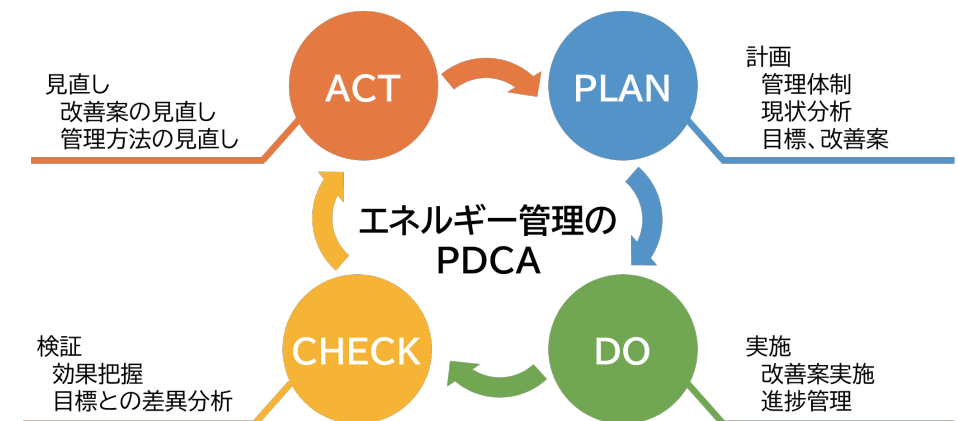 ACT
見直し
改善案の見直し
管理方法の見直し
PLAN
計画
管理体制
現状分析
目標、改善案
エネルギー管理の
PDCA
CHECK
検証
効果把握
目標との差異分析
DO
実施
改善案実施
進捗管理